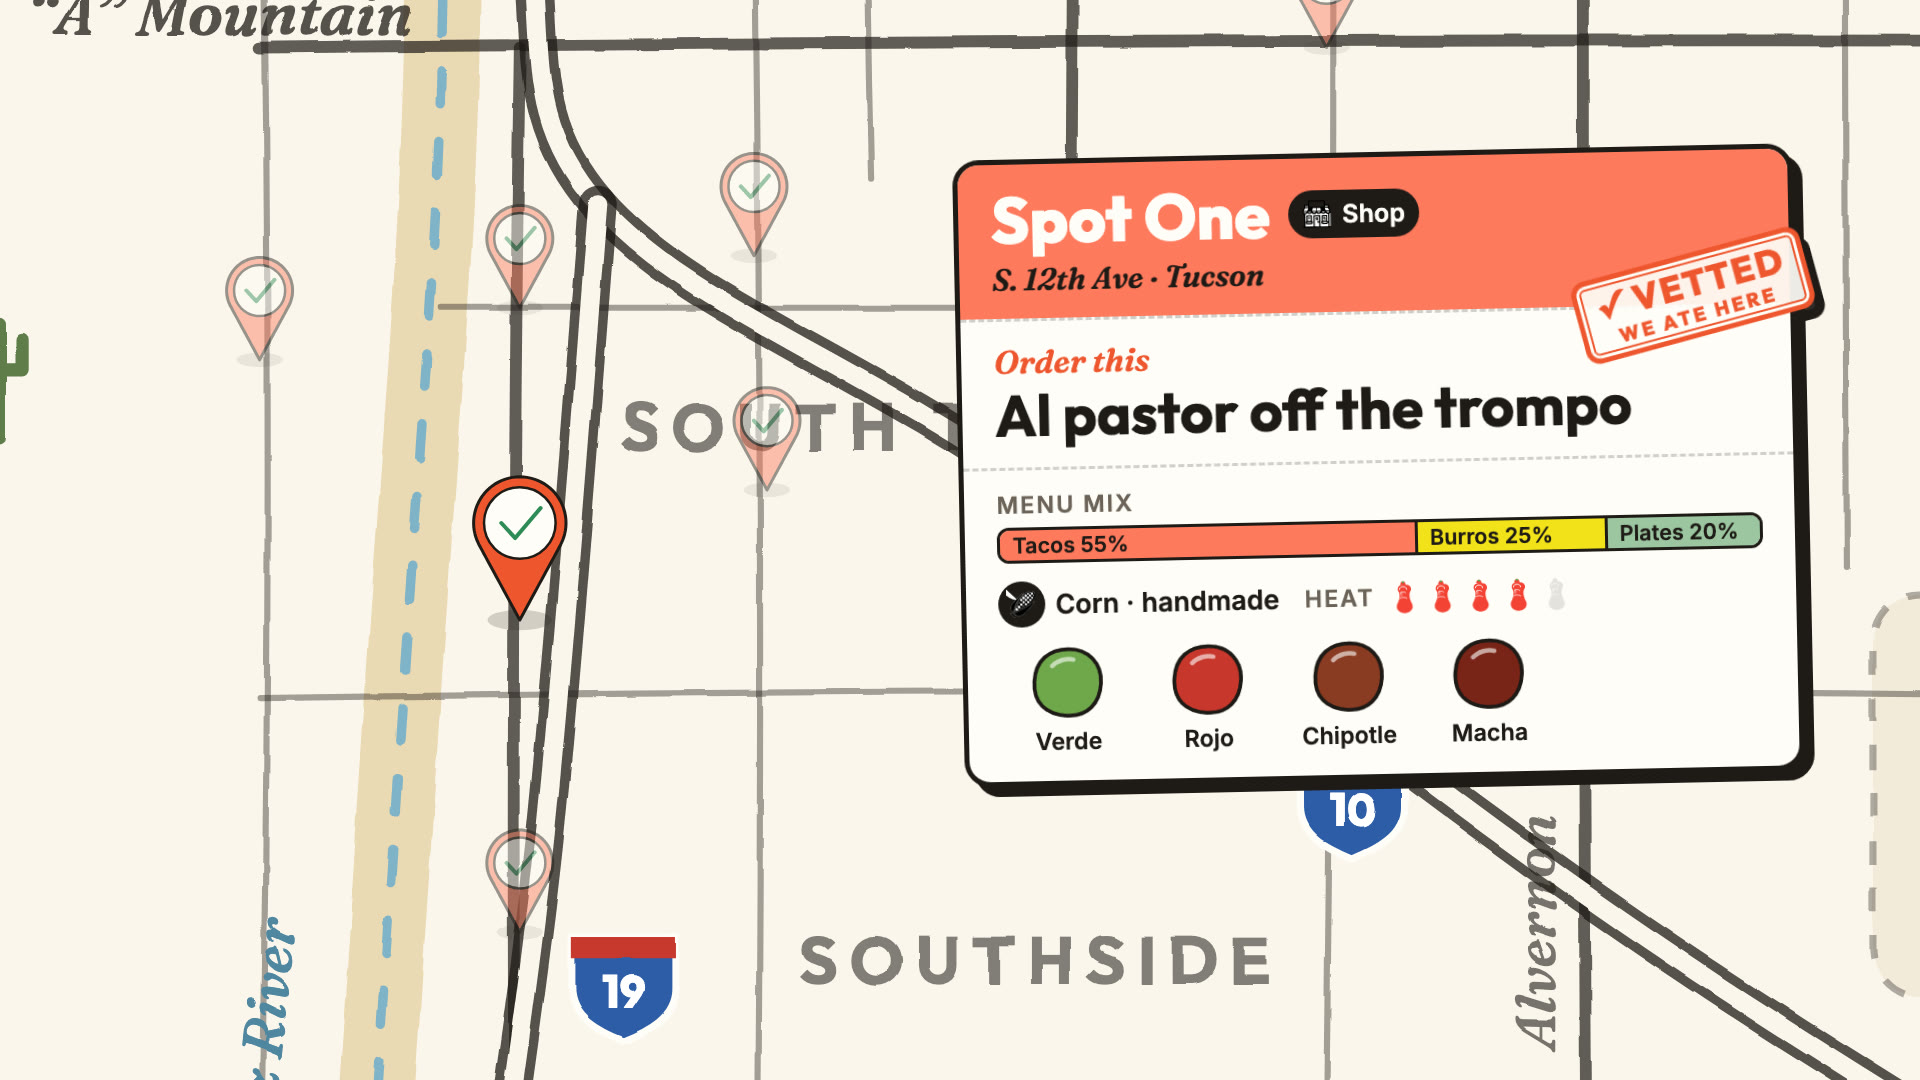 “A” Mountain
Spot One
Shop
S. 12th Ave · Tucson
✓ VETTED
WE ATE HERE
Order this
Al pastor off the trompo
SOUTH
MENU MIX
Tacos 55%
Burros 25%
Plates 20%
Corn · handmade
HEAT
Verde
Rojo
Chipotle
Macha
10
Alvernon
SOUTHSIDE
19
River